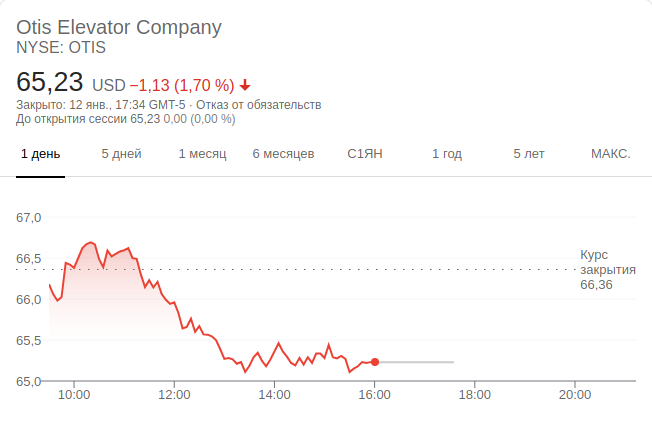 Otis Elevator Company
NYSE: OTIS
65,23 USD −1,13 (1,70 %)
Закрыто: 12 янв., 17:34 GMT-5 · Отказ от обязательств
До открытия сессии 65,23 0,00 (0,00 %)
1 день 5 дней 1 месяц 6 месяцев С1ЯН 1 год 5 лет МАКС.
67,0
66,5
66,0
65,5
65,0
Курс
закрытия
66,36
10:00 12:00 14:00 16:00 18:00 20:00